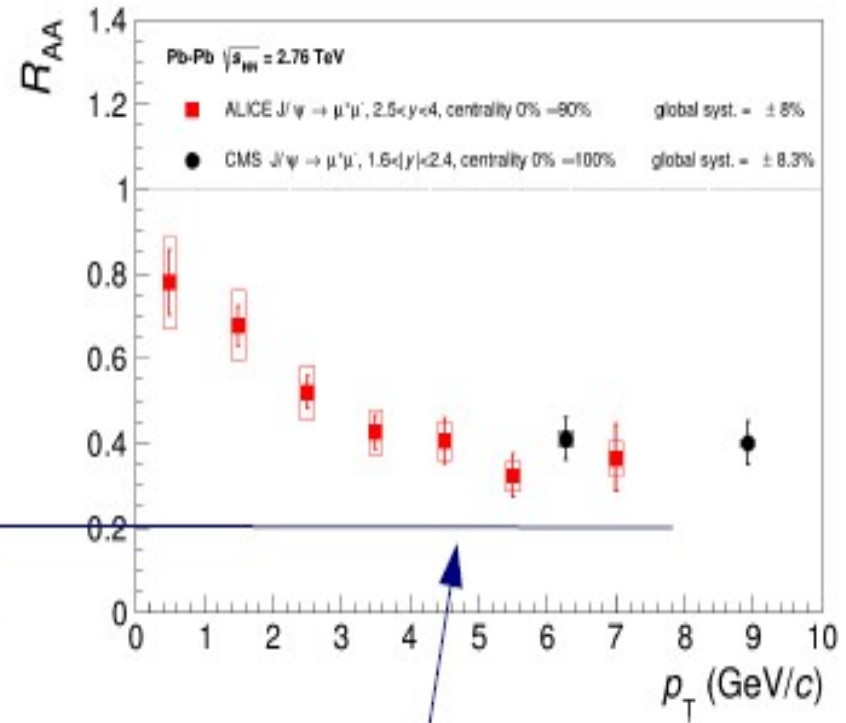 R_AA
1.4
Pb-Pb √s_NN = 2.76 TeV
1.2
ALICE J/ψ → μ⁺μ⁻, 2.5<y<4, centrality 0%−90% global syst. = ± 8%
CMS J/ψ → μ⁺μ⁻, 1.6<|y|<2.4, centrality 0%−100% global syst. = ± 8.3%
1
0.8
0.6
0.4
0.2
0
0 1 2 3 4 5 6 7 8 9 10
p_T (GeV/c)